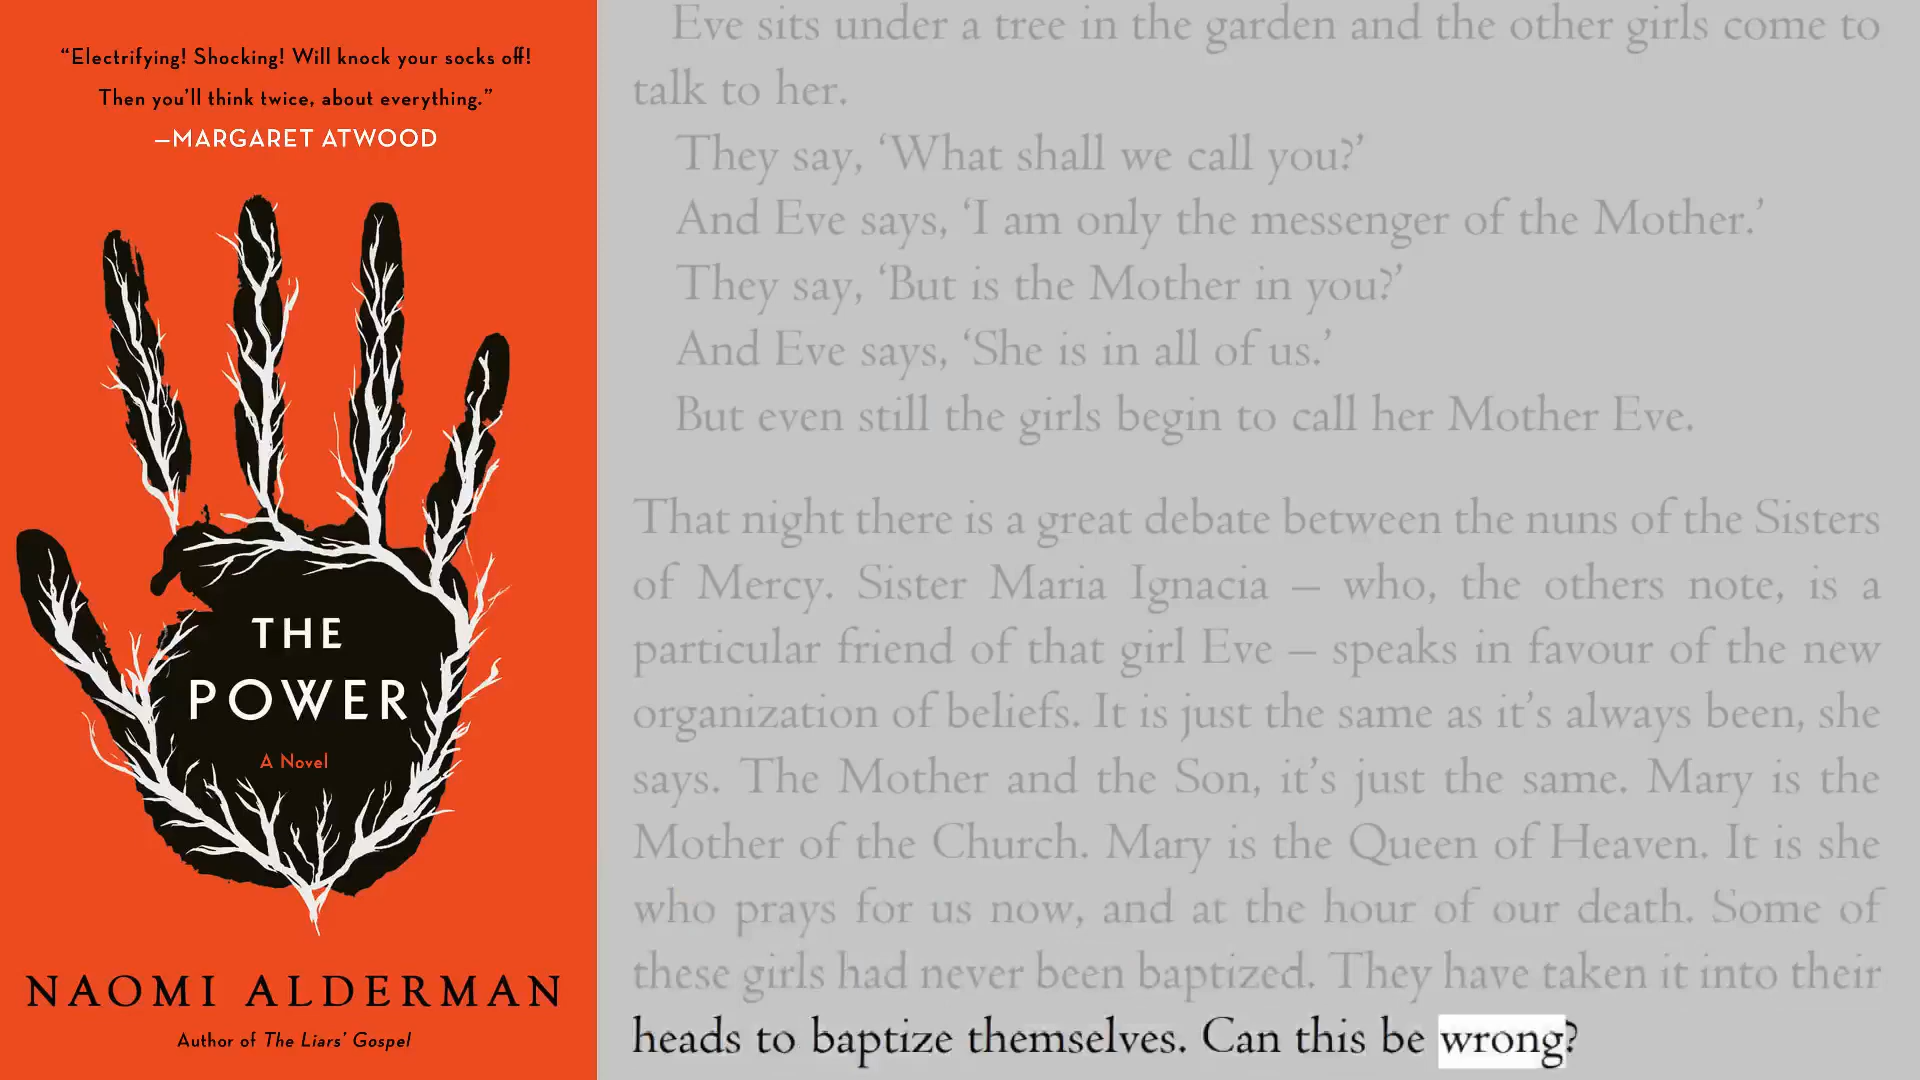 “Electrifying! Shocking! Will knock your socks off!
Then you’ll think twice, about everything.”
—MARGARET ATWOOD
THE
POWER
A Novel
NAOMI ALDERMAN
Author of The Liars’ Gospel
Eve sits under a tree in the garden and the other girls come to
talk to her.
They say, ‘What shall we call you?’
And Eve says, ‘I am only the messenger of the Mother.’
They say, ‘But is the Mother in you?’
And Eve says, ‘She is in all of us.’
But even still the girls begin to call her Mother Eve.
That night there is a great debate between the nuns of the Sisters
of Mercy. Sister Maria Ignacia – who, the others note, is a
particular friend of that girl Eve – speaks in favour of the new
organization of beliefs. It is just the same as it’s always been, she
says. The Mother and the Son, it’s just the same. Mary is the
Mother of the Church. Mary is the Queen of Heaven. It is she
who prays for us now, and at the hour of our death. Some of
these girls had never been baptized. They have taken it into their
heads to baptize themselves. Can this be wrong?